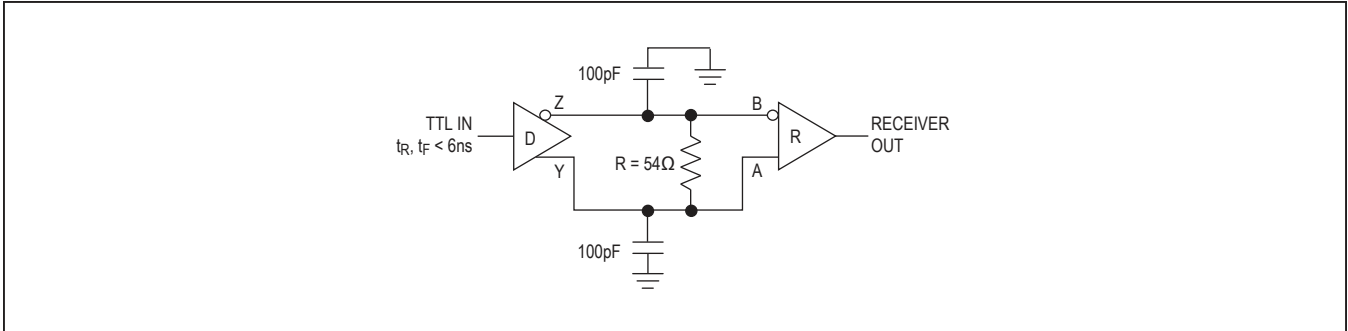 100pF
Z
B
TTL IN
tR, tF < 6ns
D
R
RECEIVER
OUT
R = 54Ω
Y
A
100pF